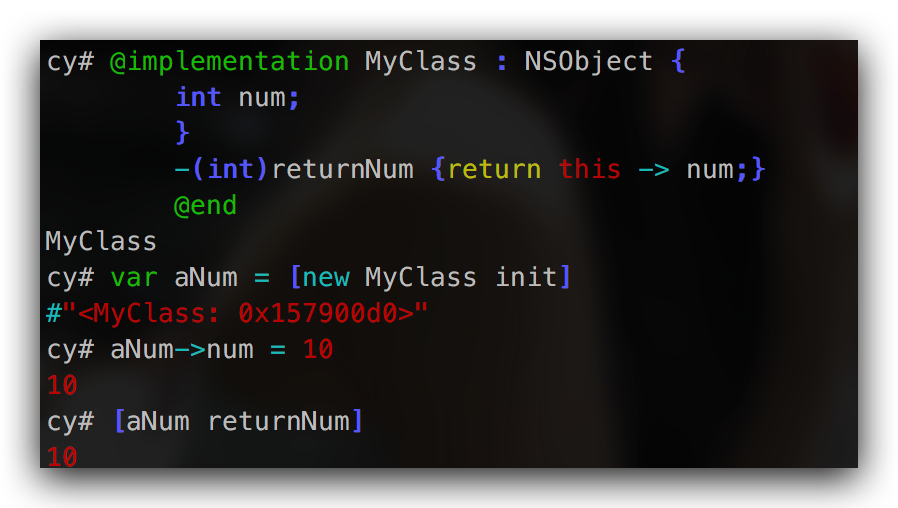 cy# @implementation MyClass : NSObject {
int num;
}
-(int)returnNum {return this -> num;}
@end
MyClass
cy# var aNum = [new MyClass init]
#"<MyClass: 0x157900d0>"
cy# aNum->num = 10
10
cy# [aNum returnNum]
10